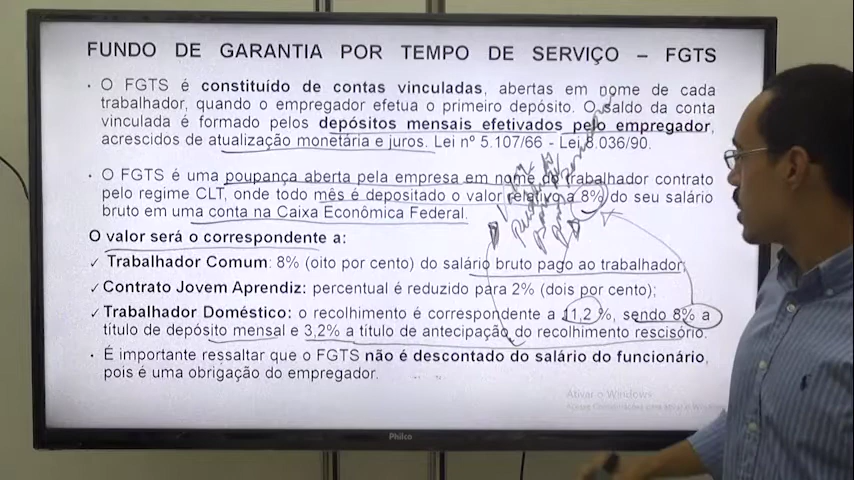 FUNDO DE GARANTIA POR TEMPO DE SERVIÇO – FGTS
· O FGTS é constituído de contas vinculadas, abertas em nome de cada
trabalhador, quando o empregador efetua o primeiro depósito. O saldo da conta
vinculada é formado pelos depósitos mensais efetivados pelo empregador,
acrescidos de atualização monetária e juros. Lei nº 5.107/66 - Lei 8.036/90.
· O FGTS é uma poupança aberta pela empresa em nome do trabalhador contrato
pelo regime CLT, onde todo mês é depositado o valor relativo a 8% do seu salário
bruto em uma conta na Caixa Econômica Federal.
O valor será o correspondente a:
✓ Trabalhador Comum: 8% (oito por cento) do salário bruto pago ao trabalhador;
✓ Contrato Jovem Aprendiz: percentual é reduzido para 2% (dois por cento);
✓ Trabalhador Doméstico: o recolhimento é correspondente a 11,2 %, sendo 8% a
título de depósito mensal e 3,2% a título de antecipação do recolhimento rescisório.
· É importante ressaltar que o FGTS não é descontado do salário do funcionário,
pois é uma obrigação do empregador.
Ativar o Windows
Philco